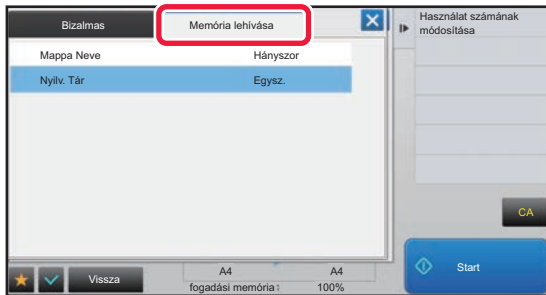 Bizalmas
Memória lehívása
Mappa Neve Hányszor
Nyilv. Tár Egysz.
Használat számának
módosítása
CA
Vissza
A4 A4
fogadási memória: 100%
Start